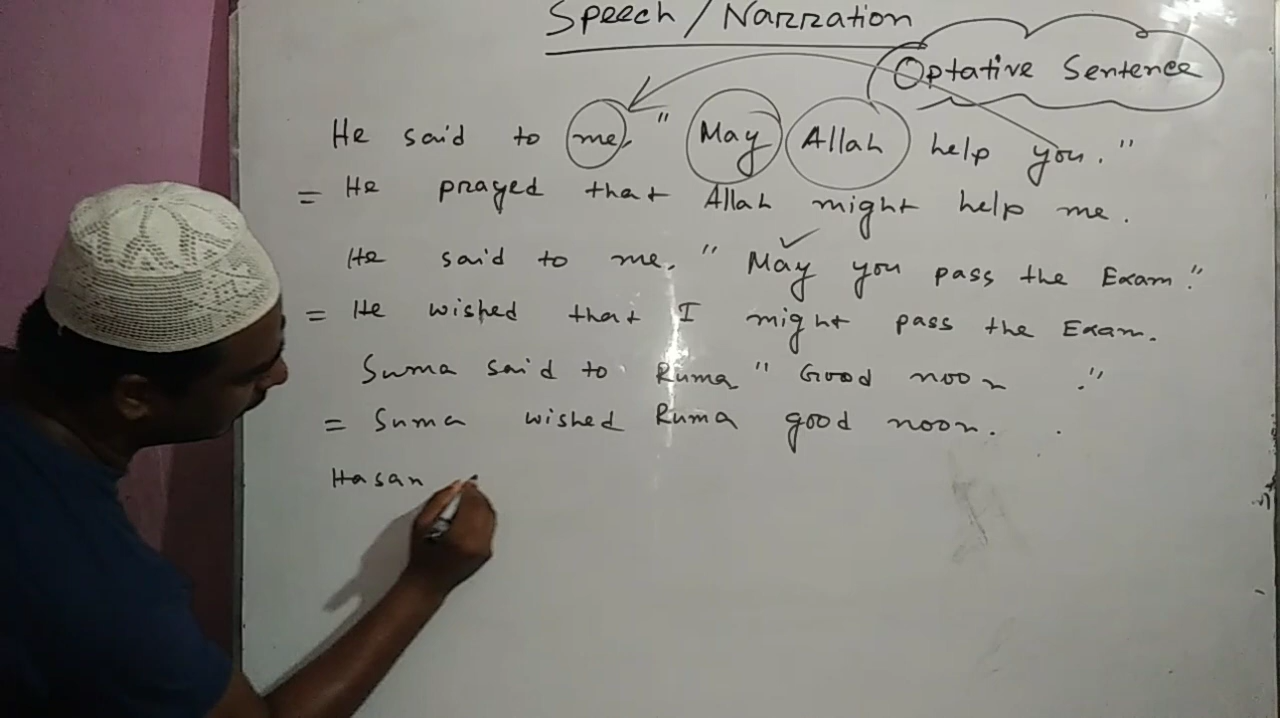 Speech / Narration
Optative Sentence
He said to me, " May Allah help you."
= He prayed that Allah might help me.
He said to me, " May you pass the Exam."
= He wished that I might pass the Exam.
Suma said to Ruma " Good noon ."
= Suma wished Ruma good noon.
Hasan